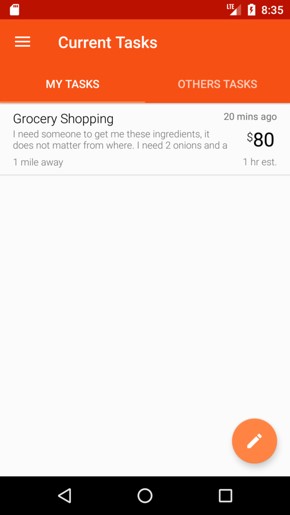 LTE 8:35
Current Tasks
MY TASKS OTHERS TASKS
Grocery Shopping 20 mins ago
I need someone to get me these ingredients, it
does not matter from where. I need 2 onions and a
$80
1 mile away 1 hr est.